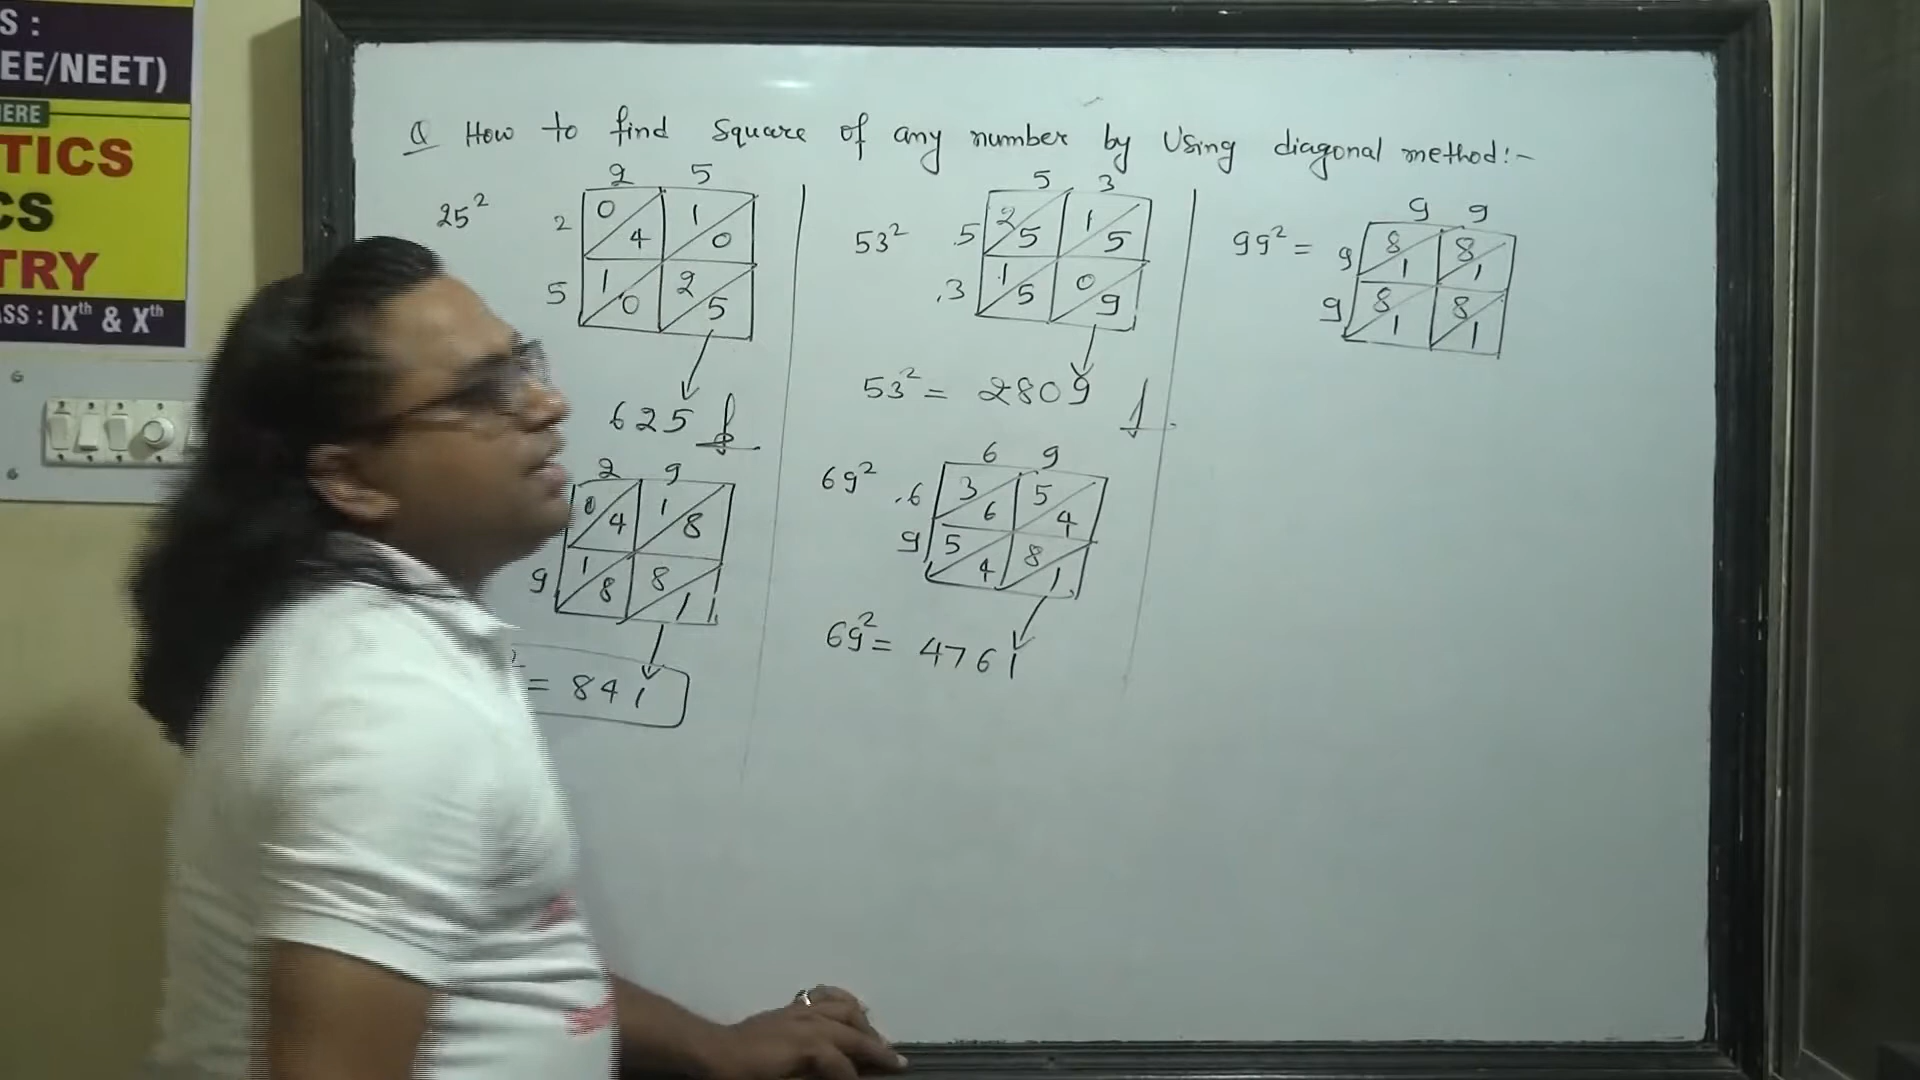 S :
EE/NEET)
HERE
TICS
CS
TRY
ASS : IXth & Xth
Q How to find Square of any number by Using diagonal method:-
25²
2 5
2 0 4 1 0
5 1 0 2 5
625
2 9
0 4 1 8
9 1 8 8 1
2
= 841
53²
5 3
.5 2 5 1 5
.3 1 5 0 9
53² = 2809
69²
6 9
.6 3 6 5 4
9 5 4 8 1
69² = 4761
99² =
9 9
9 8 1 8 1
9 8 1 8 1